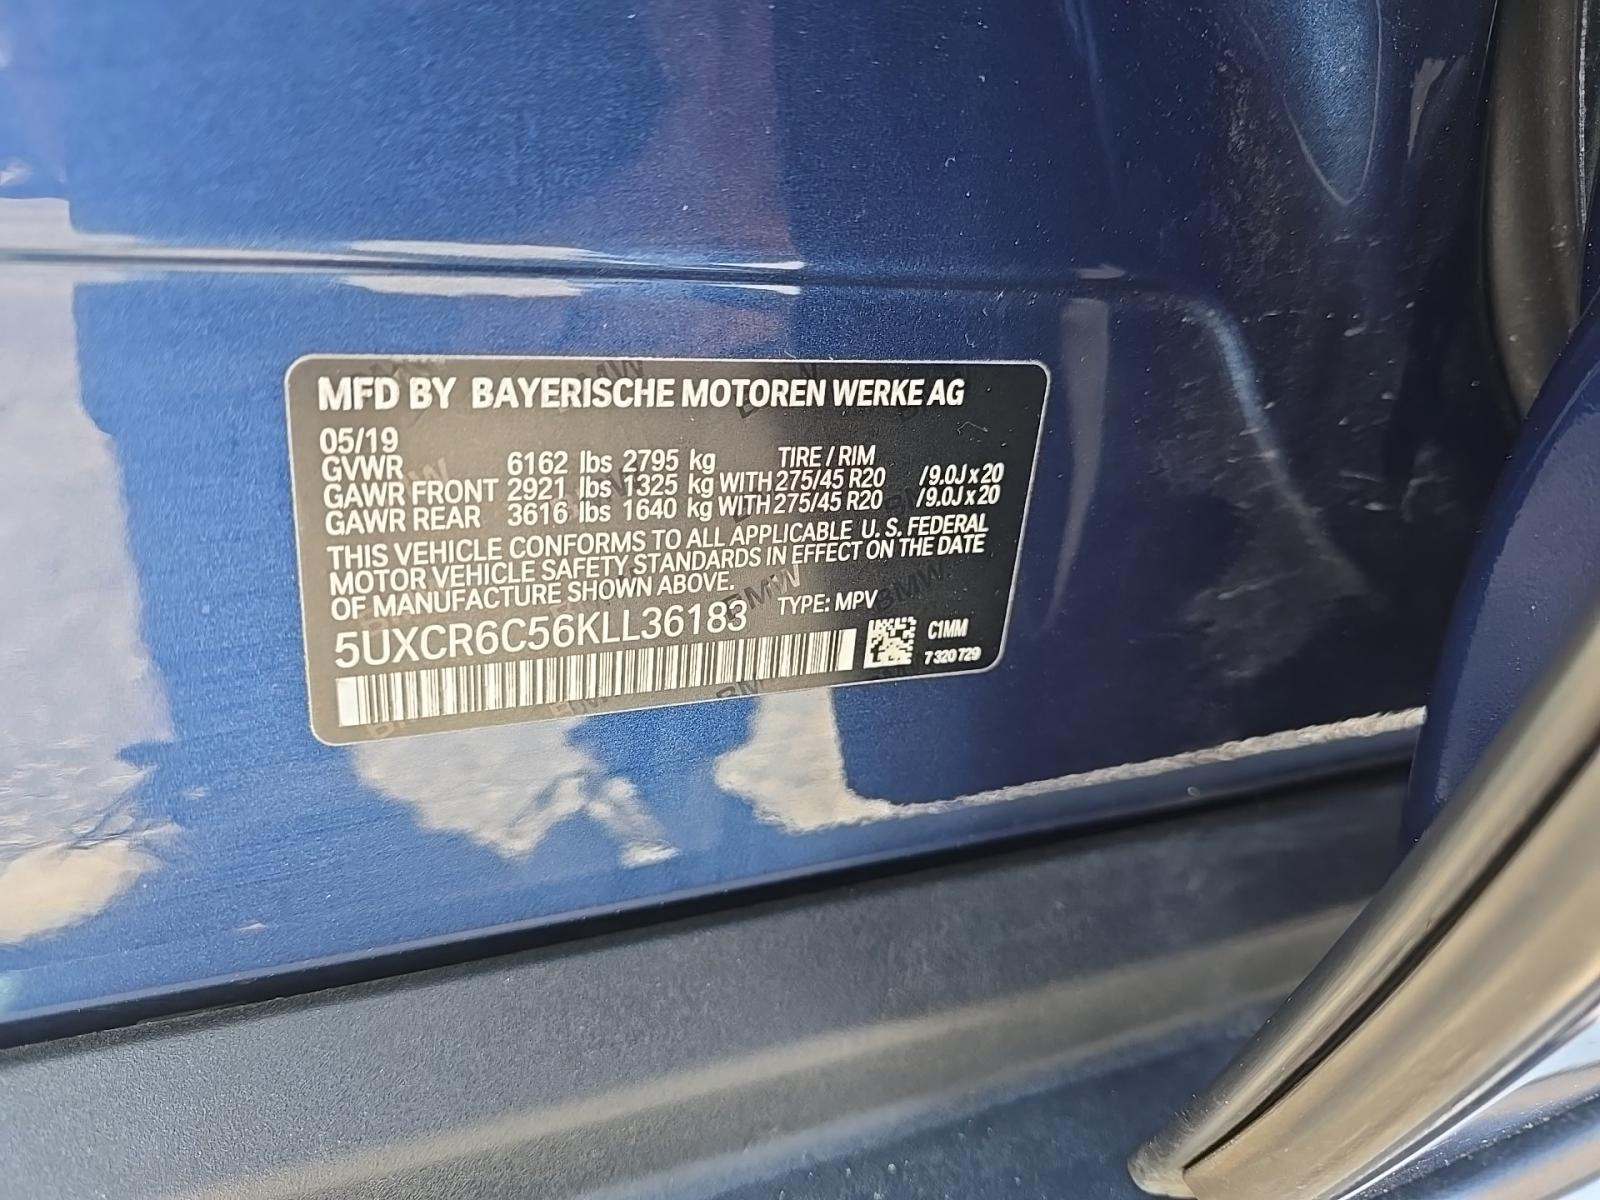 MFD BY BAYERISCHE MOTOREN WERKE AG
05/19
GVWR 6162 lbs 2795 kg TIRE / RIM
GAWR FRONT 2921 lbs 1325 kg WITH 275/45 R20 /9.0J x 20
GAWR REAR 3616 lbs 1640 kg WITH 275/45 R20 /9.0J x 20
THIS VEHICLE CONFORMS TO ALL APPLICABLE U. S. FEDERAL
MOTOR VEHICLE SAFETY STANDARDS IN EFFECT ON THE DATE
OF MANUFACTURE SHOWN ABOVE.
5UXCR6C56KLL36183 TYPE: MPV
C1MM
7 320 729